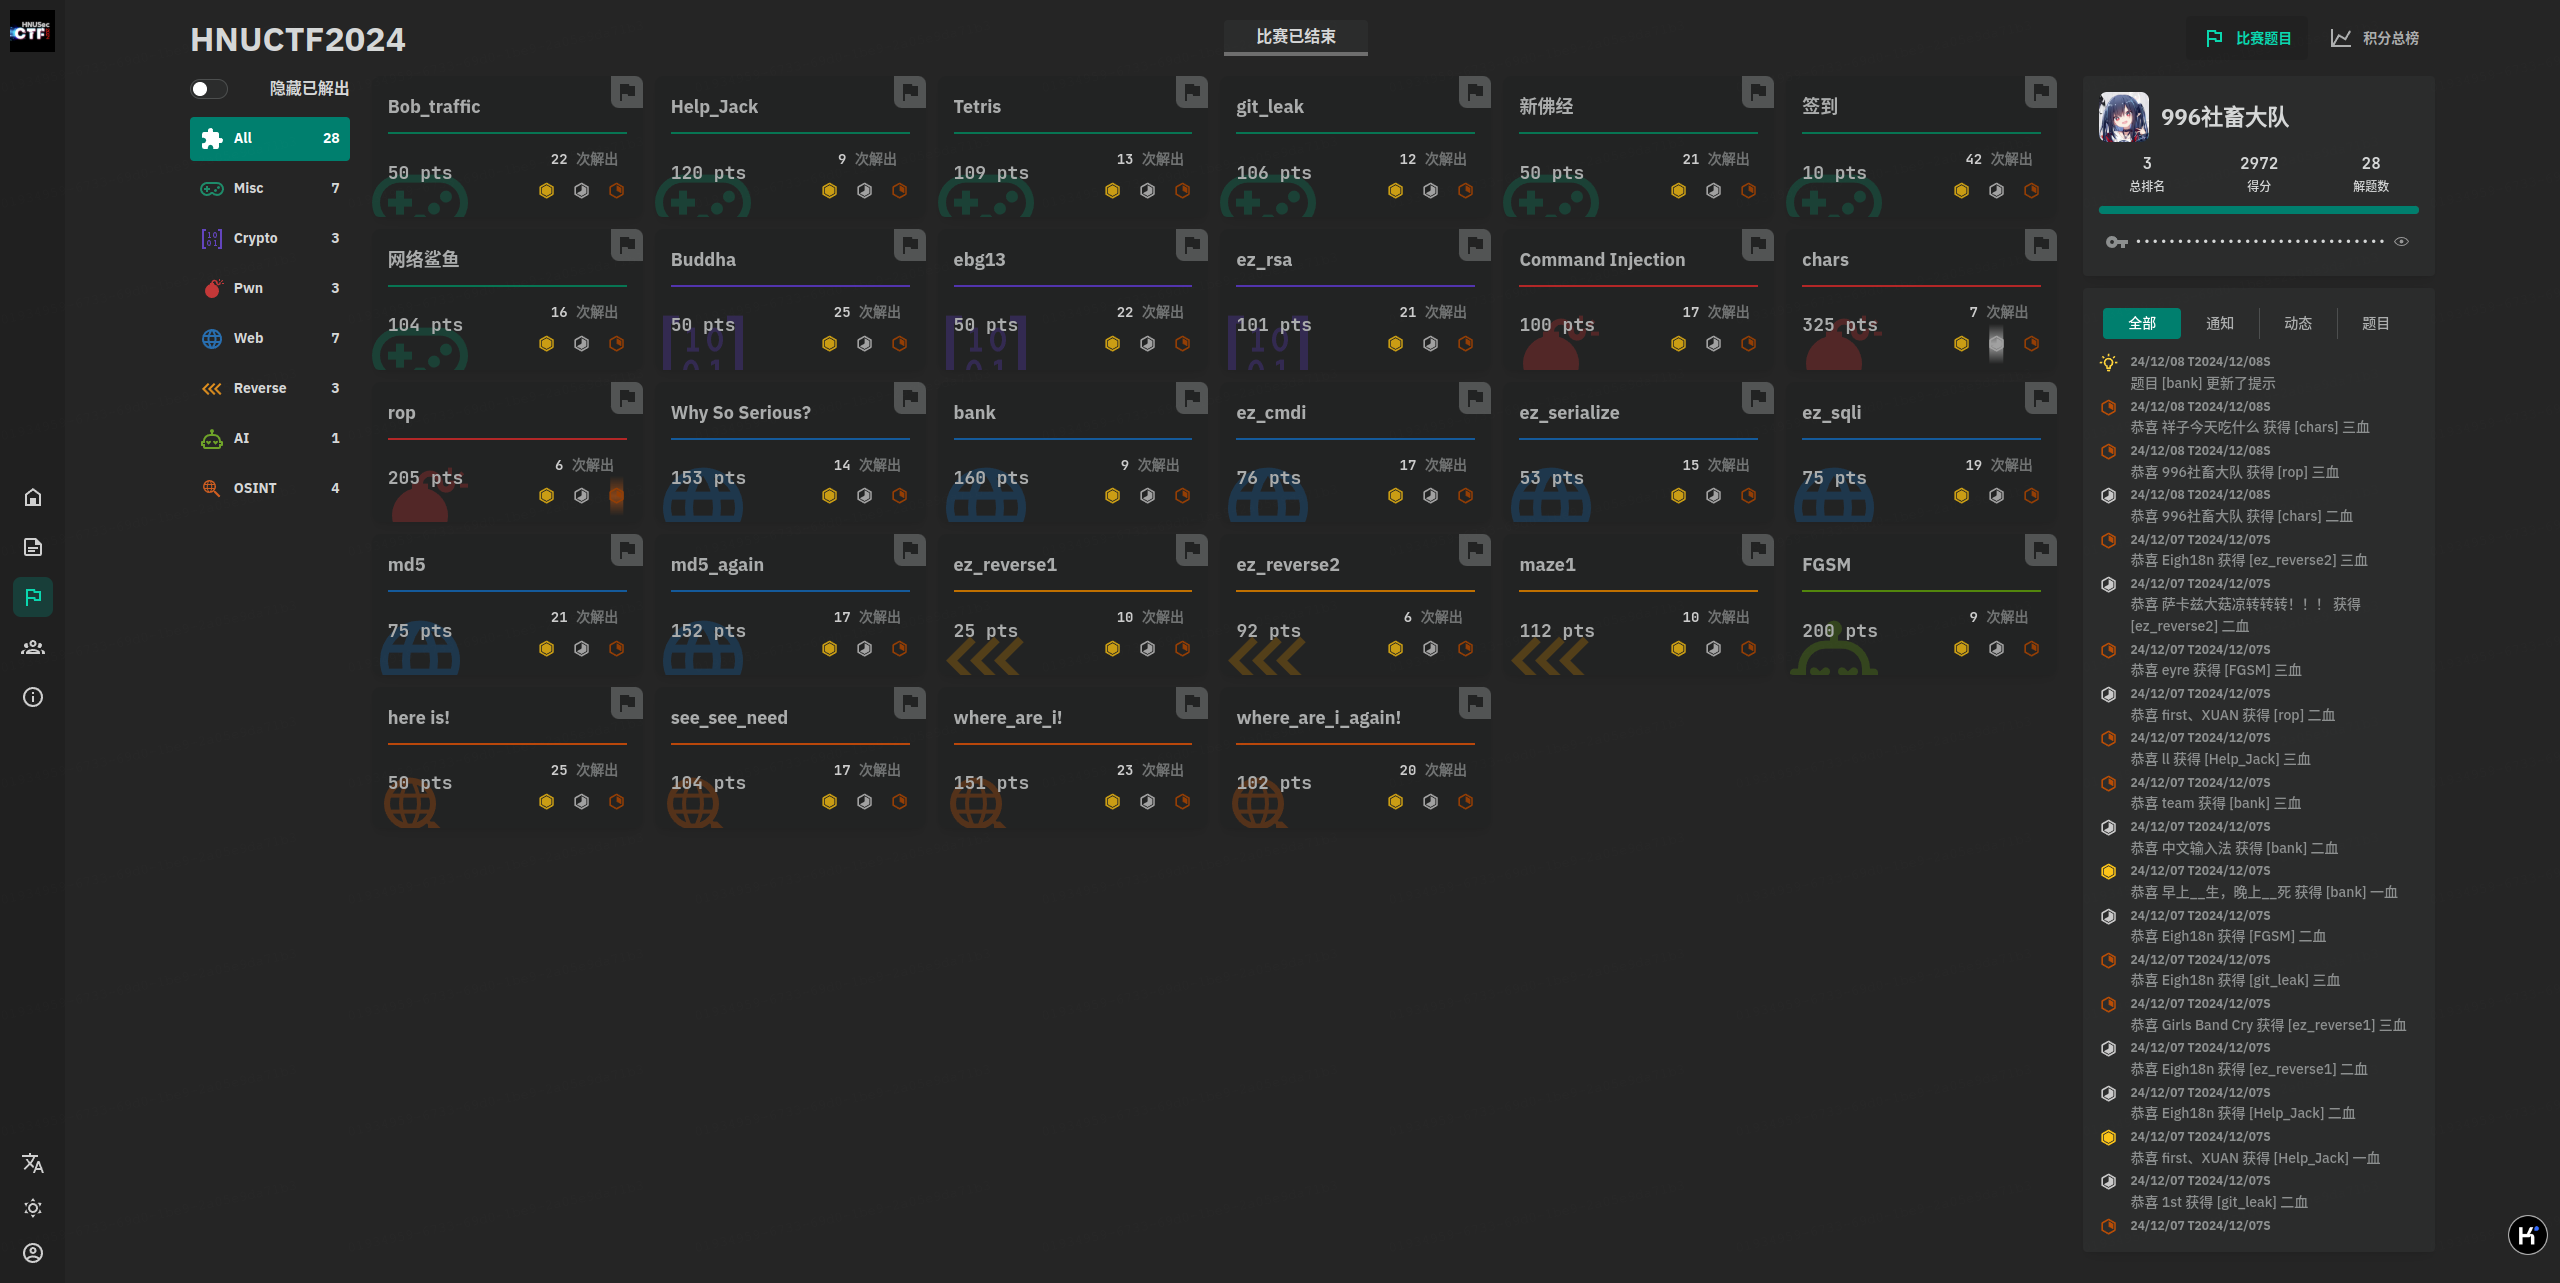 HNUSec
CTF
HNUCTF2024
比赛已结束
比赛题目
积分总榜
隐藏已解出
All 28
Misc 7
Crypto 3
Pwn 3
Web 7
Reverse 3
AI 1
OSINT 4
Bob_traffic
50 pts
22 次解出
Help_Jack
120 pts
9 次解出
Tetris
109 pts
13 次解出
git_leak
106 pts
12 次解出
新佛经
50 pts
21 次解出
签到
10 pts
42 次解出
网络鲨鱼
104 pts
16 次解出
Buddha
50 pts
25 次解出
ebg13
50 pts
22 次解出
ez_rsa
101 pts
21 次解出
Command Injection
100 pts
17 次解出
chars
325 pts
7 次解出
rop
205 pts
6 次解出
Why So Serious?
153 pts
14 次解出
bank
160 pts
9 次解出
ez_cmdi
76 pts
17 次解出
ez_serialize
53 pts
15 次解出
ez_sqli
75 pts
19 次解出
md5
75 pts
21 次解出
md5_again
152 pts
17 次解出
ez_reverse1
25 pts
10 次解出
ez_reverse2
92 pts
6 次解出
maze1
112 pts
10 次解出
FGSM
200 pts
9 次解出
here is!
50 pts
25 次解出
see_see_need
104 pts
17 次解出
where_are_i!
151 pts
23 次解出
where_are_i_again!
102 pts
20 次解出
996社畜大队
3 2972 28
总排名 得分 解题数
全部 通知 动态 题目
24/12/08 T2024/12/08S
题目 [bank] 更新了提示
24/12/08 T2024/12/08S
恭喜 祥子今天吃什么 获得 [chars] 三血
24/12/08 T2024/12/08S
恭喜 996社畜大队 获得 [rop] 三血
24/12/08 T2024/12/08S
恭喜 996社畜大队 获得 [chars] 二血
24/12/07 T2024/12/07S
恭喜 Eigh18n 获得 [ez_reverse2] 三血
24/12/07 T2024/12/07S
恭喜 萨卡兹大菇凉转转转！！！ 获得
[ez_reverse2] 二血
24/12/07 T2024/12/07S
恭喜 eyre 获得 [FGSM] 三血
24/12/07 T2024/12/07S
恭喜 first、XUAN 获得 [rop] 二血
24/12/07 T2024/12/07S
恭喜 ll 获得 [Help_Jack] 三血
24/12/07 T2024/12/07S
恭喜 team 获得 [bank] 三血
24/12/07 T2024/12/07S
恭喜 中文输入法 获得 [bank] 二血
24/12/07 T2024/12/07S
恭喜 早上__生，晚上__死 获得 [bank] 一血
24/12/07 T2024/12/07S
恭喜 Eigh18n 获得 [FGSM] 二血
24/12/07 T2024/12/07S
恭喜 Eigh18n 获得 [git_leak] 三血
24/12/07 T2024/12/07S
恭喜 Girls Band Cry 获得 [ez_reverse1] 三血
24/12/07 T2024/12/07S
恭喜 Eigh18n 获得 [ez_reverse1] 二血
24/12/07 T2024/12/07S
恭喜 Eigh18n 获得 [Help_Jack] 二血
24/12/07 T2024/12/07S
恭喜 first、XUAN 获得 [Help_Jack] 一血
24/12/07 T2024/12/07S
恭喜 1st 获得 [git_leak] 二血
24/12/07 T2024/12/07S